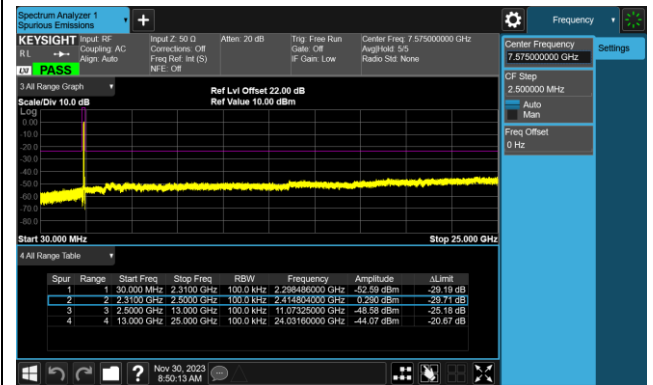 Spectrum Analyzer 1
Spurious Emissions
Frequency
KEYSIGHT Input: RF Input Z: 50 Ω Atten: 20 dB Trig: Free Run Center Freq: 7.575000000 GHz
RL Coupling: AC Corrections: Off Gate: Off Avg|Hold: 5/5
Align: Auto Freq Ref: Int (S) IF Gain: Low Radio Std: None
NFE: Off
PASS
Center Frequency
7.575000000 GHz
Settings
CF Step
2.500000 MHz
Auto
Man
Freq Offset
0 Hz
3 All Range Graph
Ref Lvl Offset 22.00 dB
Scale/Div 10.0 dB Ref Value 10.00 dBm
Log
0.00
-10.0
-20.0
-30.0
-40.0
-50.0
-60.0
-70.0
-80.0
Start 30.000 MHz Stop 25.000 GHz
4 All Range Table
Spur Range Start Freq Stop Freq RBW Frequency Amplitude ΔLimit
1 1 30.000 MHz 2.3100 GHz 100.0 kHz 2.298486000 GHz -52.59 dBm -29.19 dB
2 2 2.3100 GHz 2.5000 GHz 100.0 kHz 2.414804000 GHz 0.290 dBm -29.71 dB
3 3 2.5000 GHz 13.000 GHz 100.0 kHz 11.07325000 GHz -48.58 dBm -25.18 dB
4 4 13.000 GHz 25.000 GHz 100.0 kHz 24.03160000 GHz -44.07 dBm -20.67 dB
Nov 30, 2023
8:50:13 AM